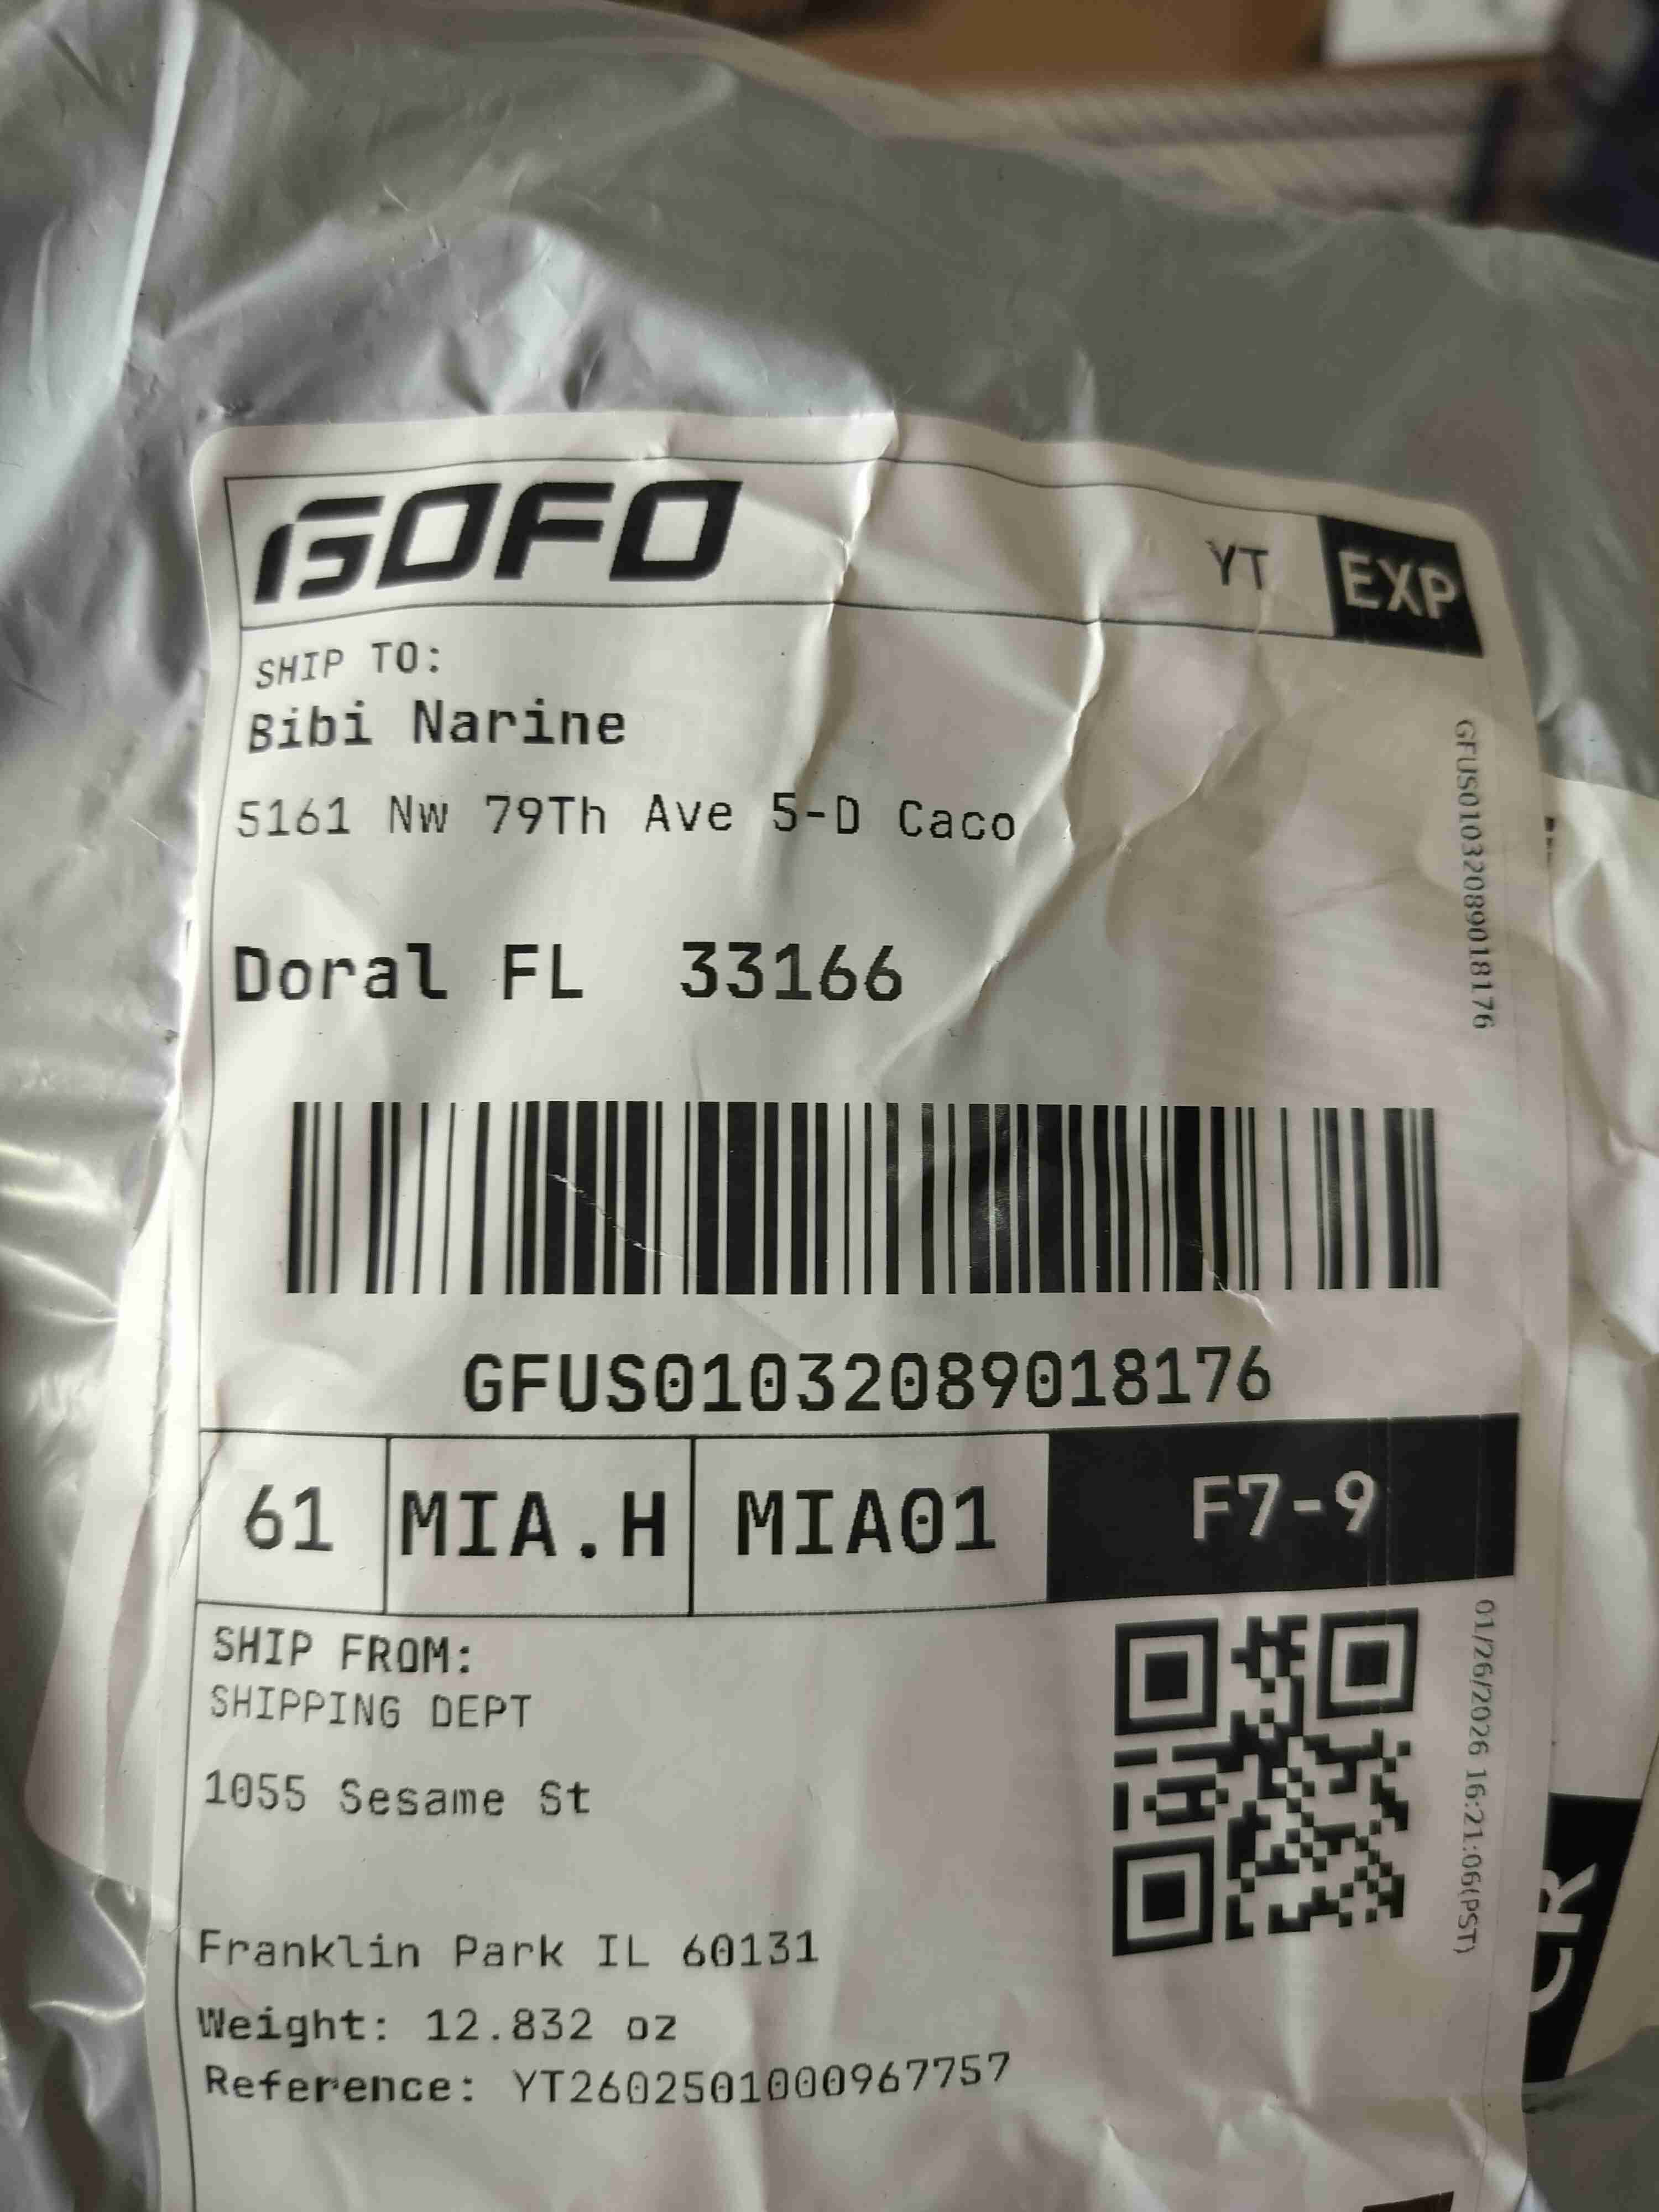 GOFO
YT
EXP
SHIP TO:
Bibi Narine
5161 Nw 79Th Ave 5-D Caco
Doral FL 33166
GFUS01032089018176
GFUS01032089018176
61
MIA.H
MIA01
F7-9
SHIP FROM:
SHIPPING DEPT
1055 Sesame St
Franklin Park IL 60131
Weight: 12.832 oz
Reference: YT2602501000967757
01/26/2026 16:21:06(PST)